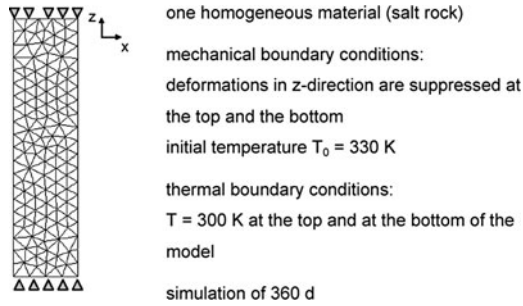 z
x
one homogeneous material (salt rock)
mechanical boundary conditions:
deformations in z-direction are suppressed at
the top and the bottom
initial temperature T₀ = 330 K
thermal boundary conditions:
T = 300 K at the top and at the bottom of the
model
simulation of 360 d